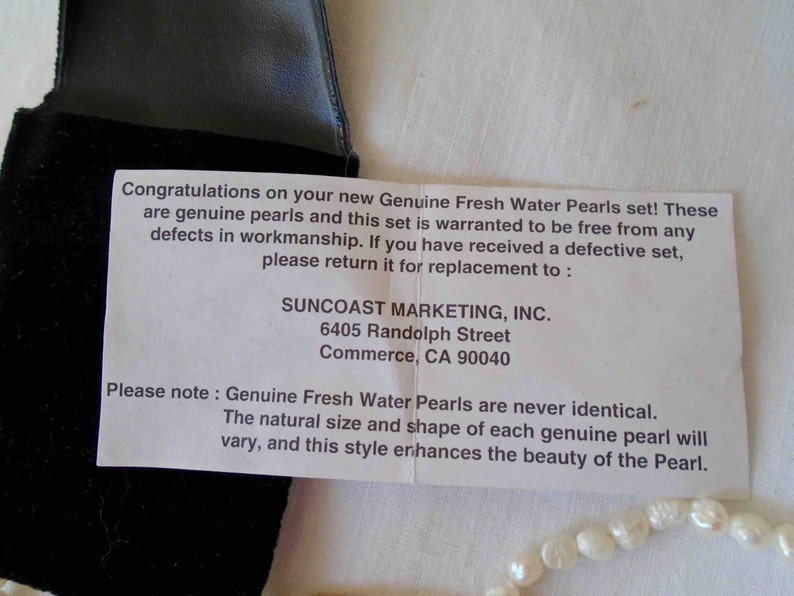 Congratulations on your new Genuine Fresh Water Pearls set! These
are genuine pearls and this set is warranted to be free from any
defects in workmanship. If you have received a defective set,
please return it for replacement to :
SUNCOAST MARKETING, INC.
6405 Randolph Street
Commerce, CA 90040
Please note : Genuine Fresh Water Pearls are never identical.
The natural size and shape of each genuine pearl will
vary, and this style enhances the beauty of the Pearl.